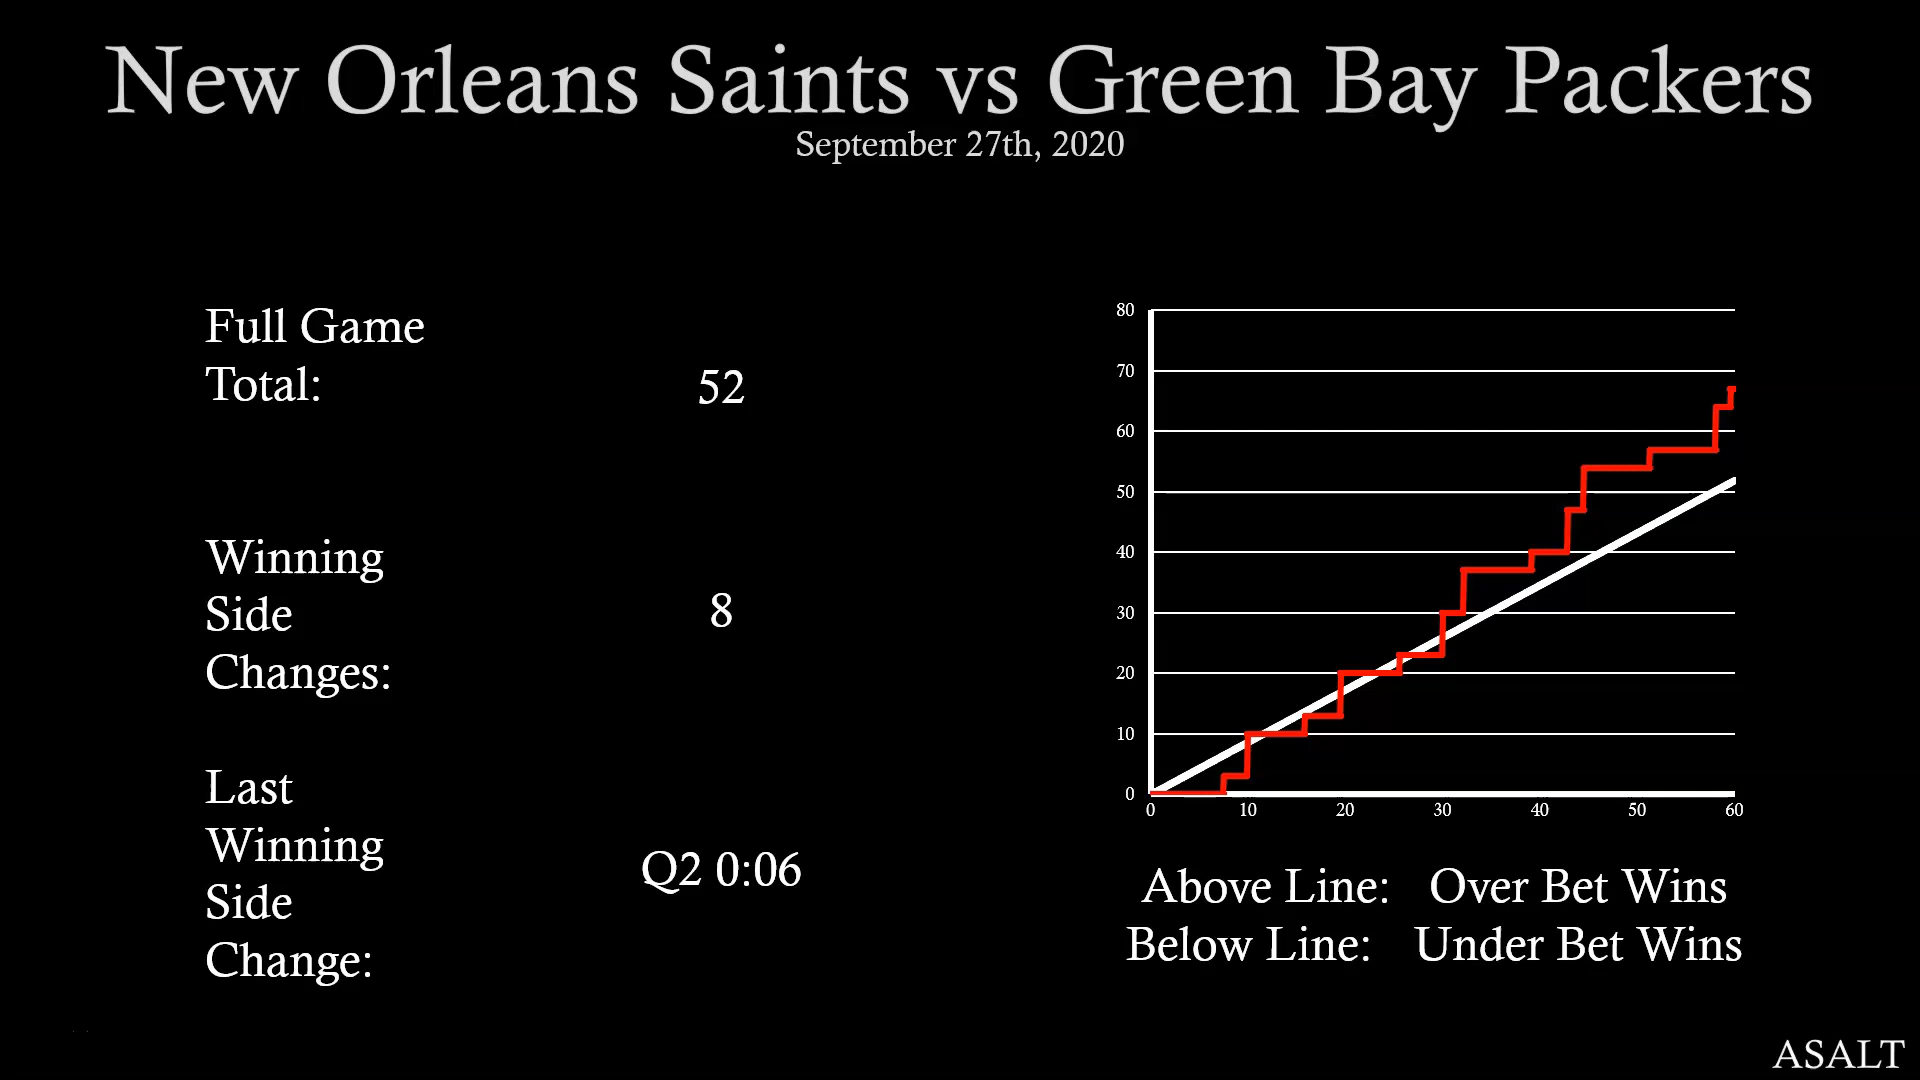 New Orleans Saints vs Green Bay Packers
September 27th, 2020
Full Game
Total:
52
Winning
Side
Changes:
8
Last
Winning
Side
Change:
Q2 0:06
80
70
60
50
40
30
20
10
0
0 10 20 30 40 50 60
Above Line: Over Bet Wins
Below Line: Under Bet Wins
ASALT